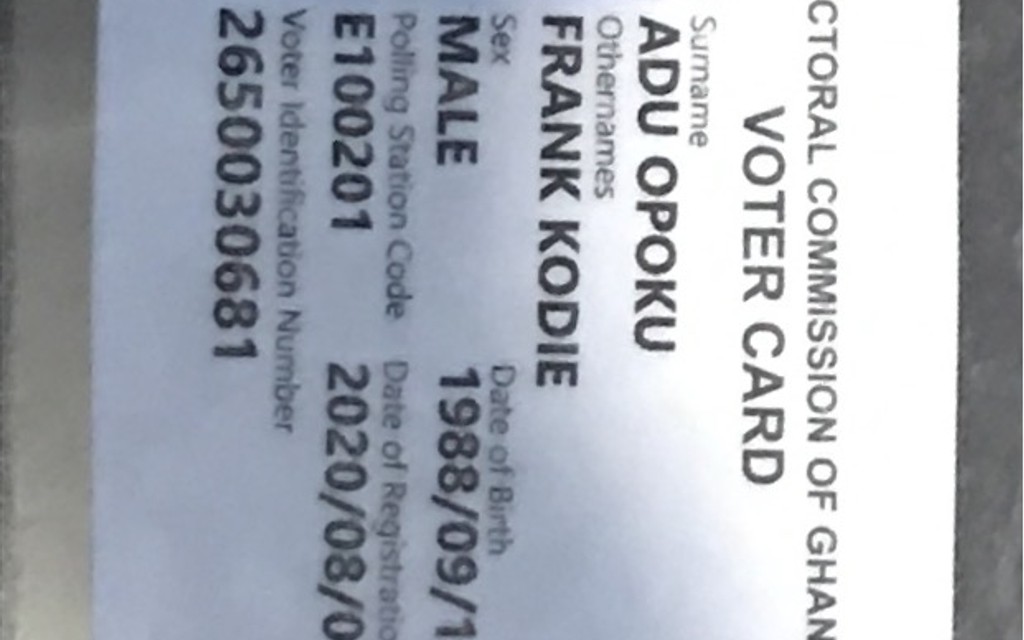 CTORAL COMMISSION OF GHAN
VOTER CARD
Surname
ADU OPOKU
Othernames
FRANK KODIE
Sex Date of Birth
MALE 1988/09/1
Polling Station Code Date of Registratio
E100201 2020/08/0
Voter Identification Number
2650030681